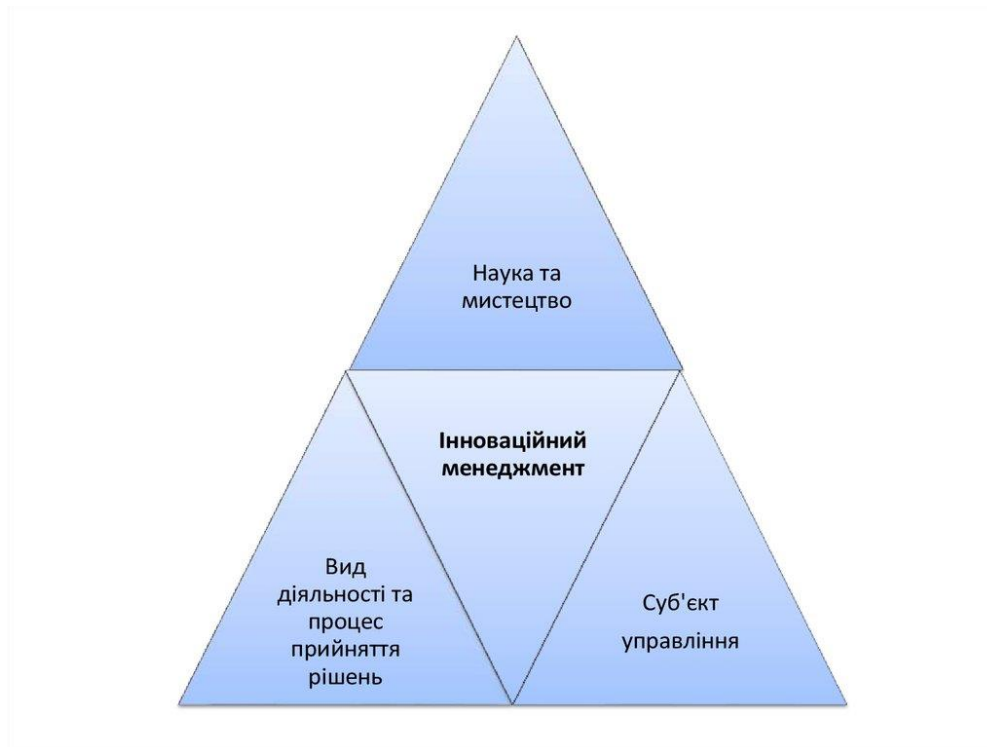 Наука та
мистецтво
Інноваційний
менеджмент
Вид
діяльності та
процес
прийняття
рішень
Суб'єкт
управління